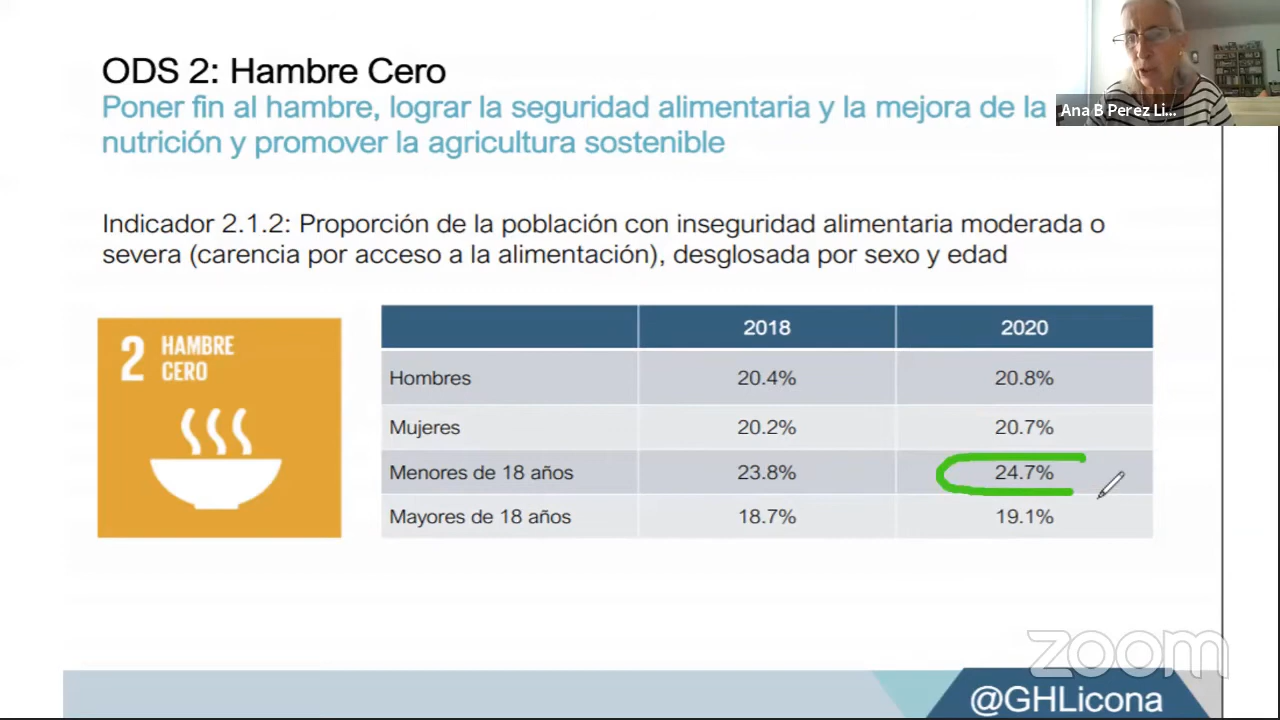 ODS 2: Hambre Cero
Poner fin al hambre, lograr la seguridad alimentaria y la mejora de la
nutrición y promover la agricultura sostenible
Ana B Perez Li...
Indicador 2.1.2: Proporción de la población con inseguridad alimentaria moderada o
severa (carencia por acceso a la alimentación), desglosada por sexo y edad
2 HAMBRE
CERO
2018 2020
Hombres 20.4% 20.8%
Mujeres 20.2% 20.7%
Menores de 18 años 23.8% 24.7%
Mayores de 18 años 18.7% 19.1%
zoom
@GHLicona